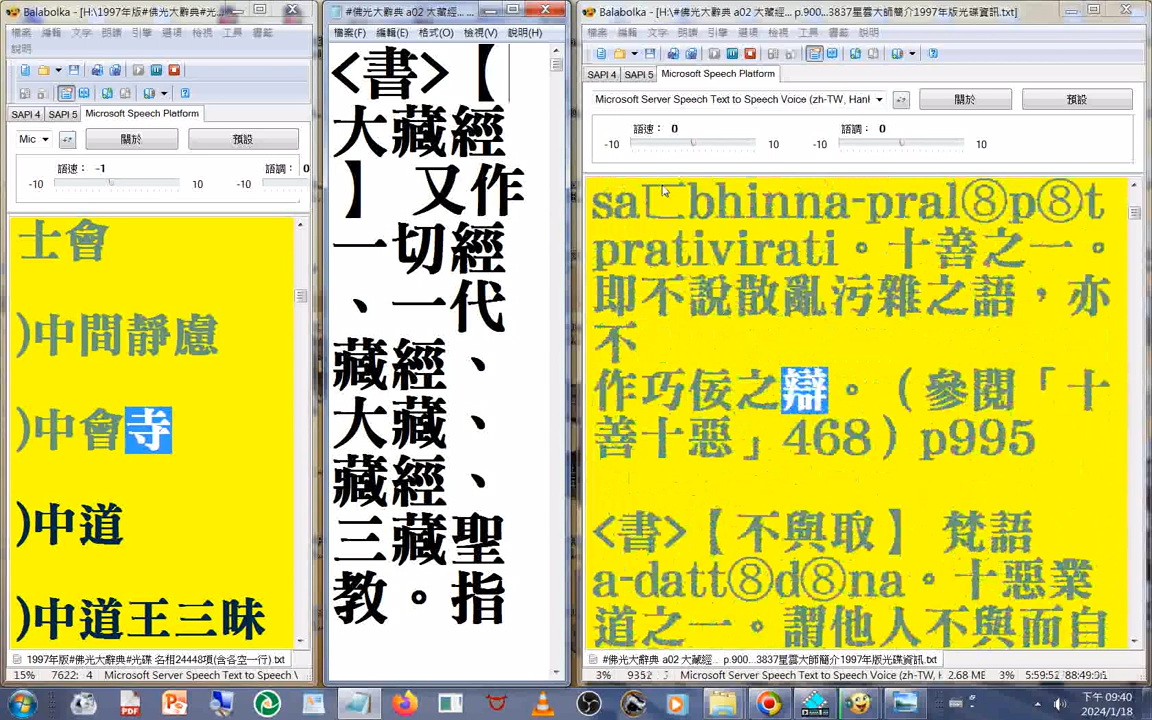 Balabolka - [H:\1997年版#佛光大辭典#光...
檔案 編輯 文字 朗讀 引擎 選項 檢視 工具 書籤
說明
SAPI 4 SAPI 5 Microsoft Speech Platform
Mic 關於 預設
語速： -1 語調： 0
-10 10 -10
士會
)中間靜慮
)中會寺
)中道
)中道王三昧
1997年版#佛光大辭典#光碟 名相24448項(含各空一行).txt
15% 7622: 4 Microsoft Server Speech Text to Speech \
#佛光大辭典 a02 大藏經... ...
檔案(F) 編輯(E) 格式(O) 檢視(V) 說明(H)
<書>【
大藏經
】 又作
一切經
、一代
藏經、
大藏、
藏經、
三藏聖
教。指
Balabolka - [H:\#佛光大辭典 a02 大藏經... p.900...3837星雲大師簡介1997年版光碟資訊.txt]
檔案 編輯 文字 朗讀 引擎 選項 檢視 工具 書籤 說明
SAPI 4 SAPI 5 Microsoft Speech Platform
Microsoft Server Speech Text to Speech Voice (zh-TW, Hanl 關於 預設
語速： 0 語調： 0
-10 10 -10 10
sa匸bhinna-pral⑧p⑧t
prativirati。十善之一。
即不說散亂污雜之語，亦
不
作巧佞之辯。（參閱「十
善十惡」468）p995
<書>【不與取】 梵語
a-datt⑧d⑧na。十惡業
道之一。謂他人不與而自
#佛光大辭典 a02 大藏經... p.900...3837星雲大師簡介1997年版光碟資訊.txt
3% 9352 Microsoft Server Speech Text to Speech Voice (zh-TW, H 2.68 ME 3% 5:59:52
下午 09:40
2024/1/18